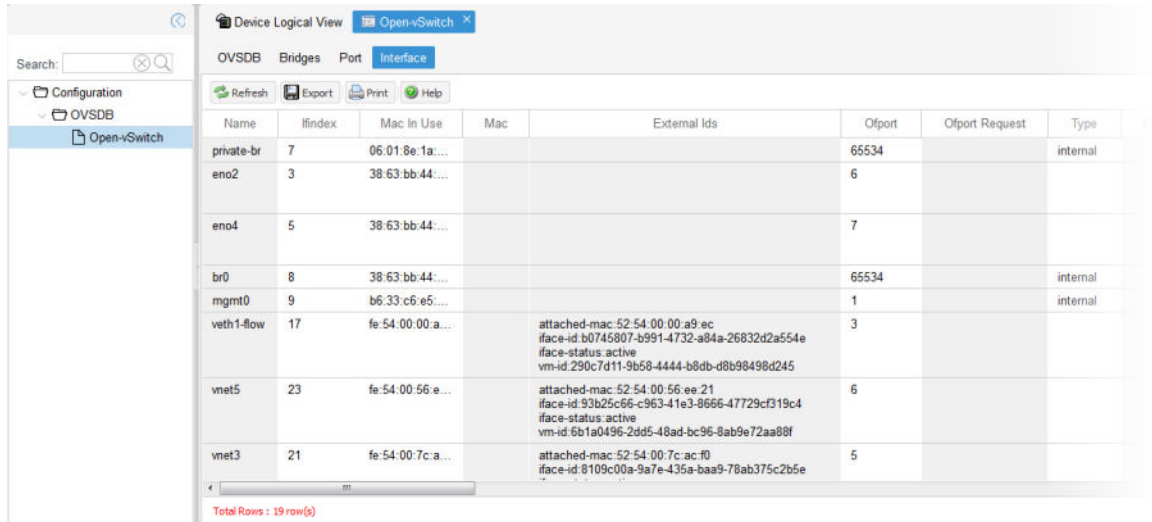 Device Logical View Open-vSwitch ×
Search:
OVSDB Bridges Port Interface
Configuration
OVSDB
Open-vSwitch
Refresh Export Print Help
Name Ifindex Mac In Use Mac External Ids Ofport Ofport Request Type
private-br 7 06:01:8e:1a:... 65534 internal
eno2 3 38:63:bb:44:... 6
eno4 5 38:63:bb:44:... 7
br0 8 38:63:bb:44:... 65534 internal
mgmt0 9 b6:33:c6:e5:... 1 internal
veth1-flow 17 fe:54:00:00:a... attached-mac:52:54:00:00:a9:ec 3
iface-id:b0745807-b991-4732-a84a-26832d2a554e
iface-status:active
vm-id:290c7d11-9b58-4444-b8db-d8b98498d245
vnet5 23 fe:54:00:56:e... attached-mac:52:54:00:56:ee:21 6
iface-id:93b25c66-c963-41e3-8666-47729cf319c4
iface-status:active
vm-id:6b1a0496-2dd5-48ad-bc96-8ab9e72aa88f
vnet3 21 fe:54:00:7c:a... attached-mac:52:54:00:7c:ac:f0 5
iface-id:8109c00a-9a7e-435a-baa9-78ab375c2b5e
Total Rows : 19 row(s)